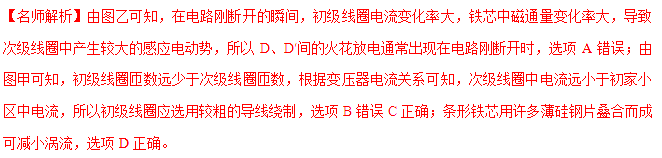 【名师解析】由图乙可知，在电路刚断开的瞬间，初级线圈电流变化率大，铁芯中磁通量变化率大，导致
次级线圈中产生较大的感应电动势，所以 D、D′间的火花放电通常出现在电路刚断开时，选项 A 错误；由
图甲可知，初级线圈匝数远少于次级线圈匝数，根据变压器电流关系可知，次级线圈中电流远小于初家小
区中电流，所以初级线圈应选用较粗的导线绕制，选项 B 错误 C 正确；条形铁芯用许多薄硅钢片叠合而成
可减小涡流，选项 D 正确。